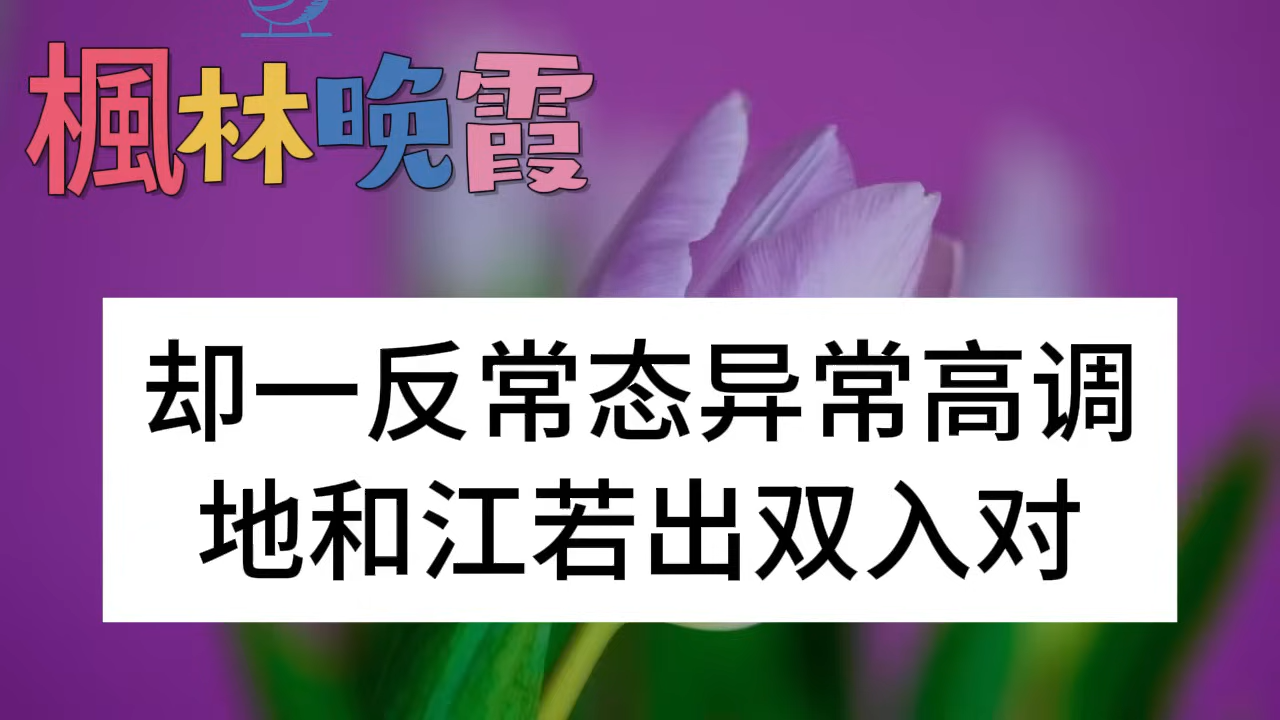 楓林晚霞
却一反常态异常高调
地和江若出双入对